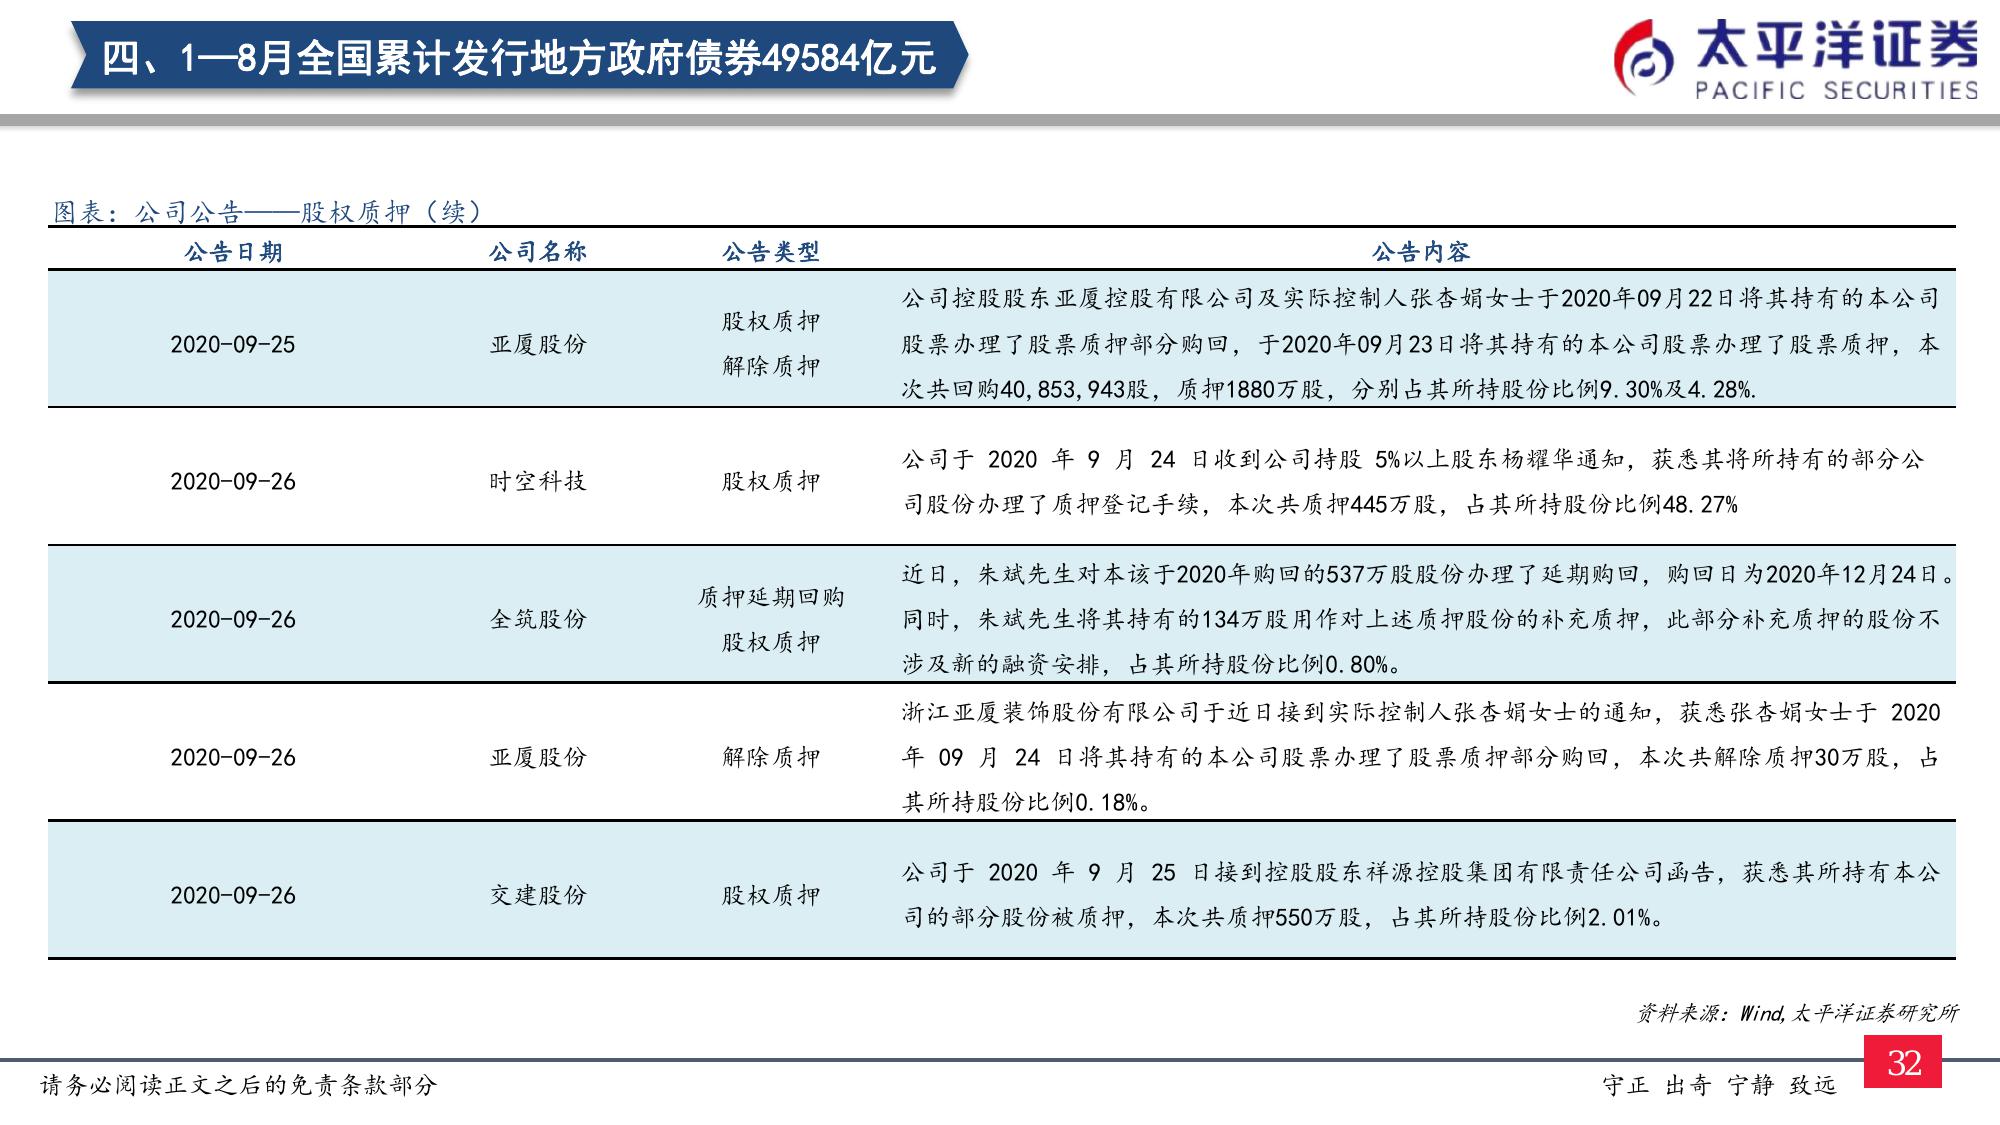 四、1—8月全国累计发行地方政府债券49584亿元
太平洋证券
PACIFIC SECURITIES
图表：公司公告——股权质押（续）
公告日期 公司名称 公告类型 公告内容
2020-09-25 亚厦股份 股权质押
解除质押
公司控股股东亚厦控股有限公司及实际控制人张杏娟女士于2020年09月22日将其持有的本公司
股票办理了股票质押部分购回，于2020年09月23日将其持有的本公司股票办理了股票质押，本
次共回购40,853,943股，质押1880万股，分别占其所持股份比例9.30%及4.28%.
2020-09-26 时空科技 股权质押
公司于 2020 年 9 月 24 日收到公司持股 5%以上股东杨耀华通知，获悉其将所持有的部分公
司股份办理了质押登记手续，本次共质押445万股，占其所持股份比例48.27%
2020-09-26 全筑股份 质押延期回购
股权质押
近日，朱斌先生对本该于2020年购回的537万股股份办理了延期购回，购回日为2020年12月24日。
同时，朱斌先生将其持有的134万股用作对上述质押股份的补充质押，此部分补充质押的股份不
涉及新的融资安排，占其所持股份比例0.80%。
2020-09-26 亚厦股份 解除质押
浙江亚厦装饰股份有限公司于近日接到实际控制人张杏娟女士的通知，获悉张杏娟女士于 2020
年 09 月 24 日将其持有的本公司股票办理了股票质押部分购回，本次共解除质押30万股，占
其所持股份比例0.18%。
2020-09-26 交建股份 股权质押
公司于 2020 年 9 月 25 日接到控股股东祥源控股集团有限责任公司函告，获悉其所持有本公
司的部分股份被质押，本次共质押550万股，占其所持股份比例2.01%。
资料来源：Wind,太平洋证券研究所
请务必阅读正文之后的免责条款部分
守正 出奇 宁静 致远
32